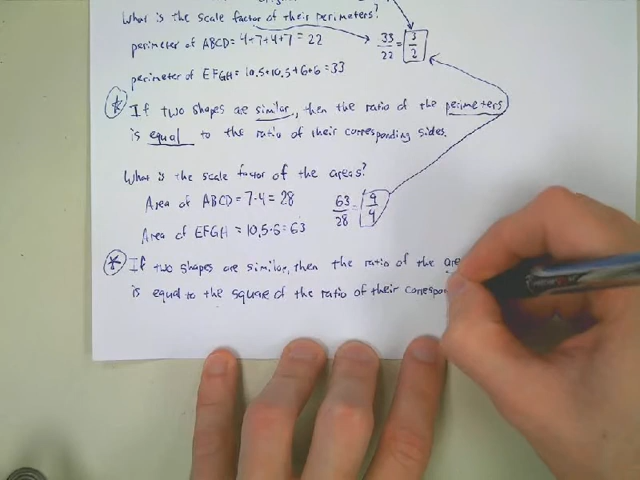 What is the scale factor of their perimeters?
perimeter of ABCD = 4+7+4+7 = 22
33/22 = 3/2
perimeter of EFGH = 10.5+10.5+6+6 = 33
* If two shapes are similar, then the ratio of the perimeters
is equal to the ratio of their corresponding sides.
What is the scale factor of the areas?
Area of ABCD = 7·4 = 28
63/28 = 9/4
Area of EFGH = 10.5·6 = 63
* If two shapes are similar, then the ratio of the are
is equal to the square of the ratio of their correspon